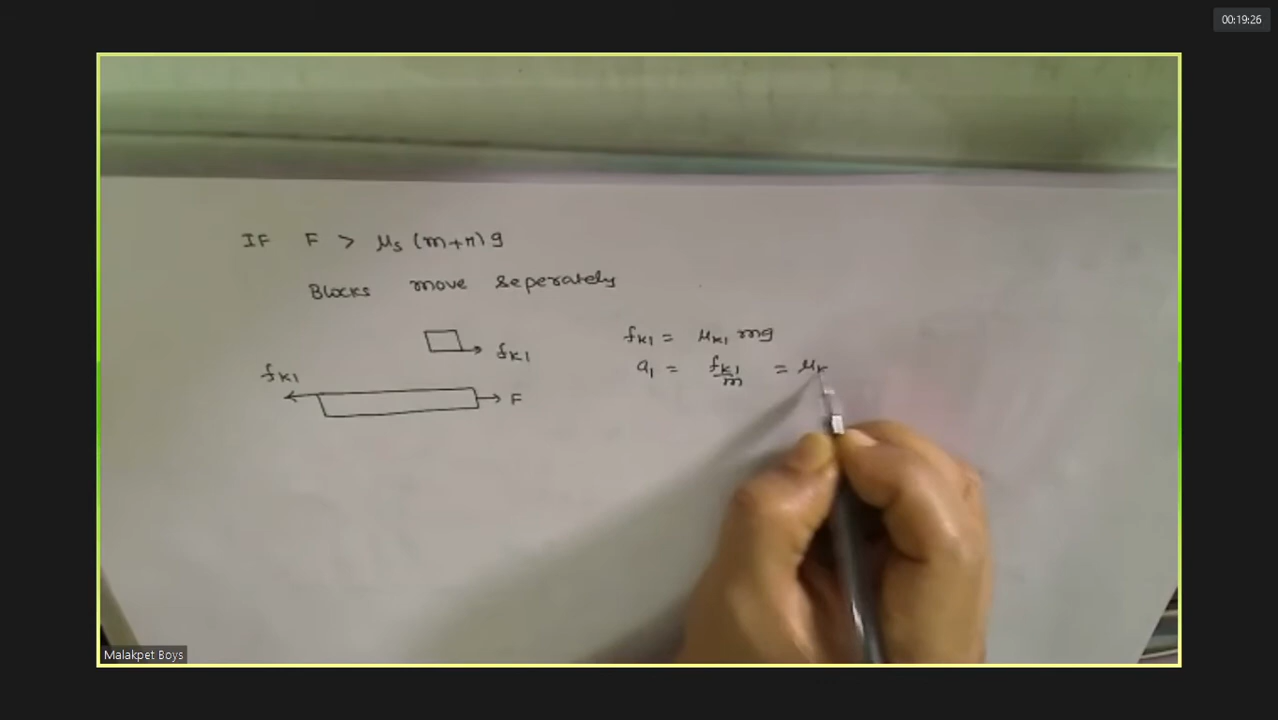 00:19:26
IF F > μs (m+n) g
Blocks move seperately
fk1
fk1 = μk1 mg
fk1
a1 = fk1/m = μk
F
Malakpet Boys